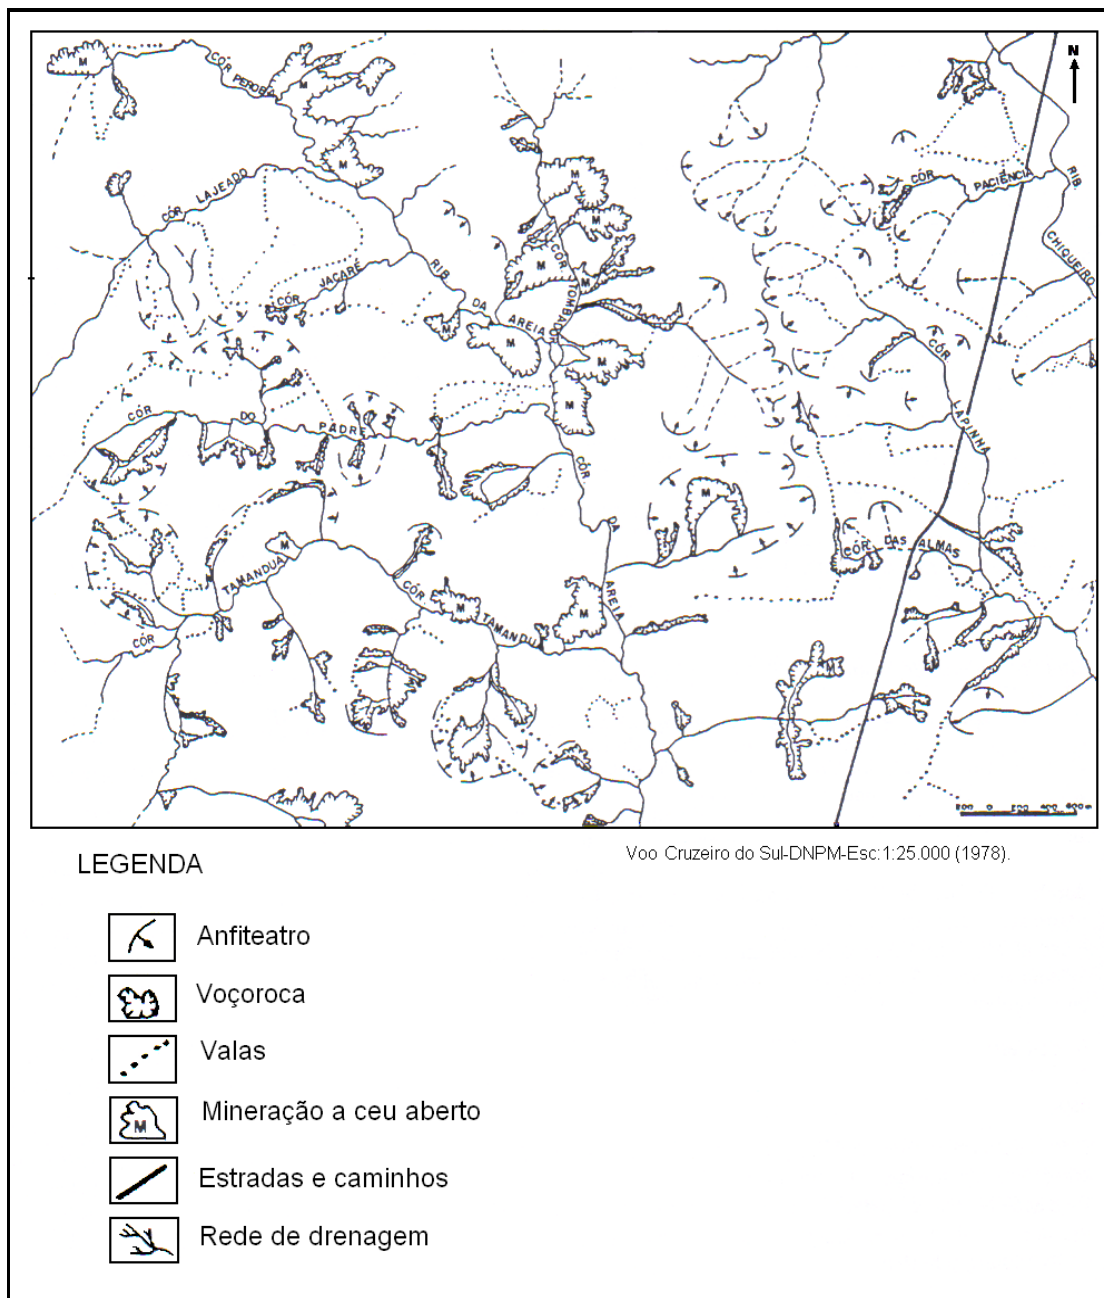 N
M
CÓR PEROBA
M
M
CÓR LAJEADO
M
M
CÓR PACIÊNCIA
RIB. CHIQUEIRO
CÓR JACARÉ
RIB. DA AREIA
M
M
CÓR TOMBADOR
M
M
M
M
CÓR LAPINHA
CÓR DO PADRE
CÓR DA AREIA
M
CÓR DAS ALMAS
M
TAMANDUÁ
CÓR
CÓR TAMANDU
M
M
M
Voo Cruzeiro do Sul-DNPM-Esc:1:25.000 (1978).
LEGENDA
Anfiteatro
Voçoroca
Valas
M
Mineração a ceu aberto
Estradas e caminhos
Rede de drenagem